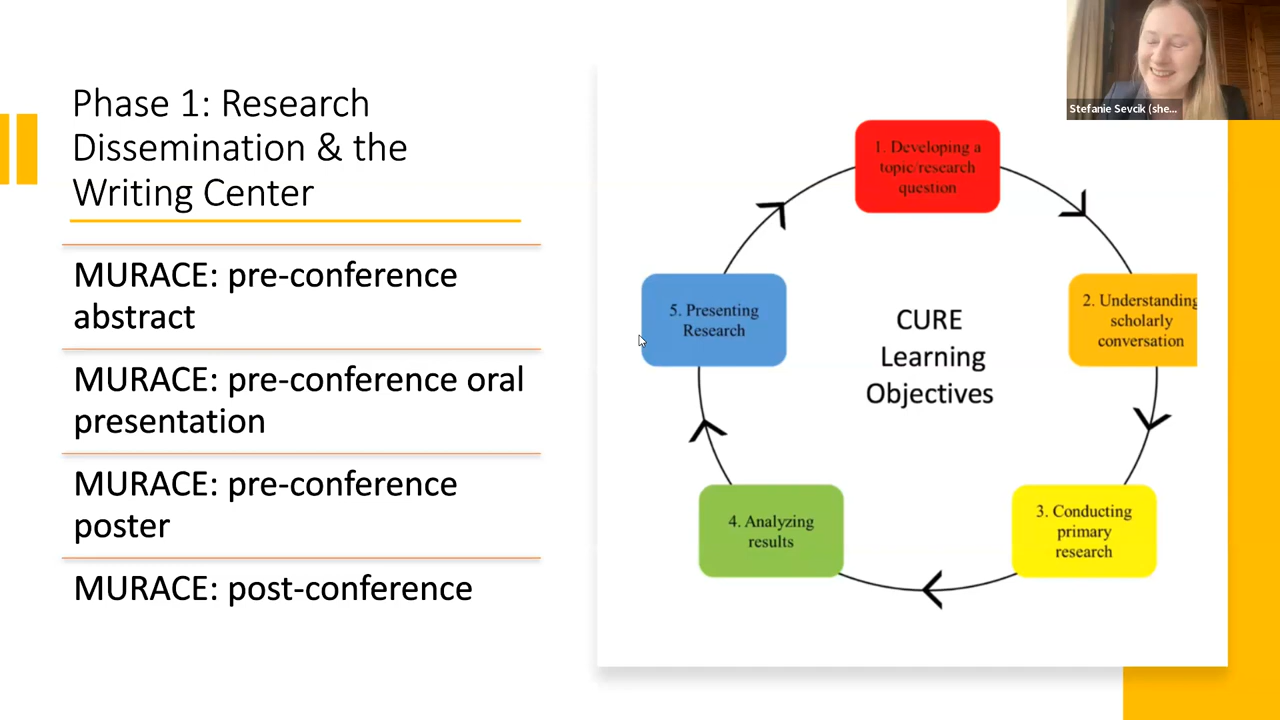 Phase 1: Research
Dissemination & the
Writing Center
MURACE: pre-conference
abstract
MURACE: pre-conference oral
presentation
MURACE: pre-conference
poster
MURACE: post-conference
1. Developing a
topic/research
question
2. Understanding
scholarly
conversation
3. Conducting
primary
research
4. Analyzing
results
5. Presenting
Research
CURE
Learning
Objectives
Stefanie Sevcik (she...